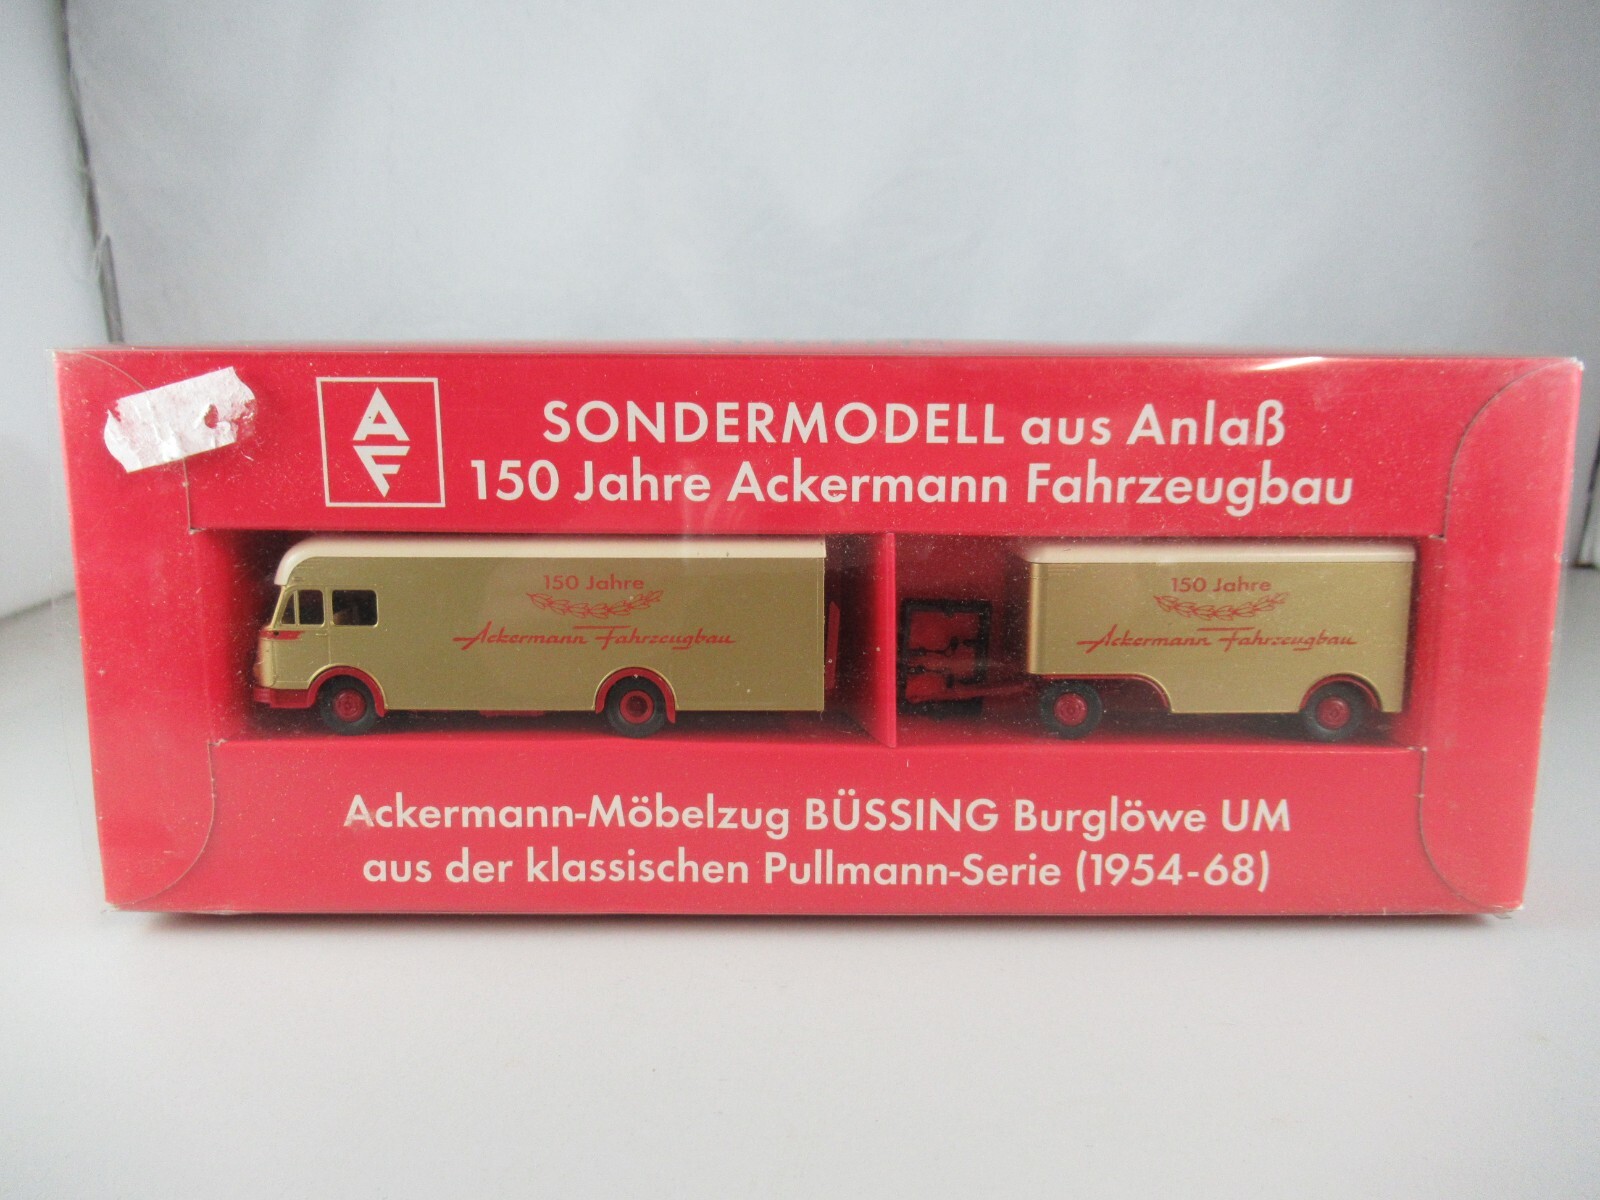 AF
SONDERMODELL aus Anlaß
150 Jahre Ackermann Fahrzeugbau
150 Jahre
Ackermann Fahrzeugbau
150 Jahre
Ackermann Fahrzeugbau
Ackermann-Möbelzug BÜSSING Burglöwe UM
aus der klassischen Pullmann-Serie (1954-68)